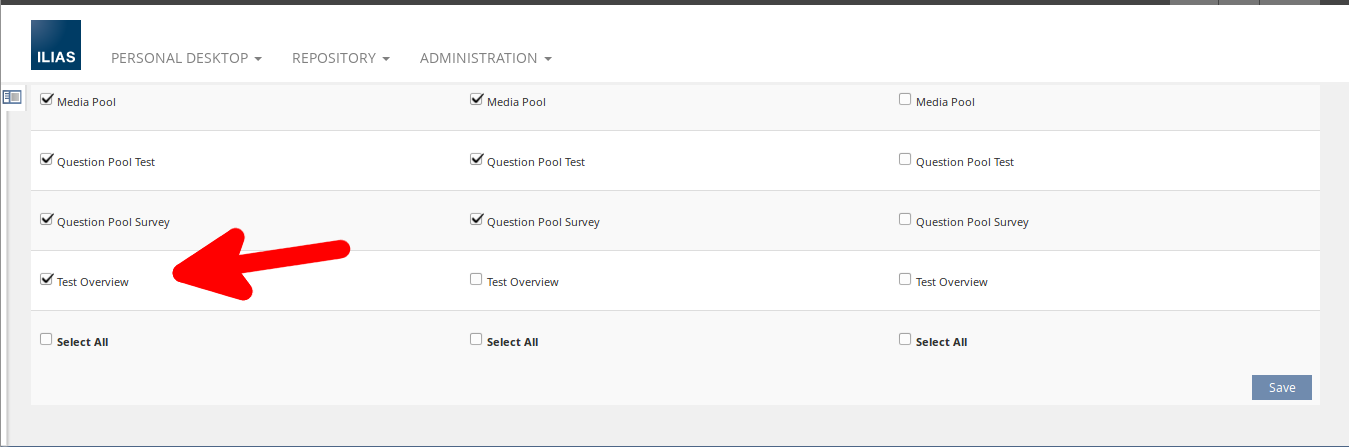 ILIAS
PERSONAL DESKTOP REPOSITORY ADMINISTRATION
Media Pool Media Pool Media Pool
Question Pool Test Question Pool Test Question Pool Test
Question Pool Survey Question Pool Survey Question Pool Survey
Test Overview Test Overview Test Overview
Select All Select All Select All
Save